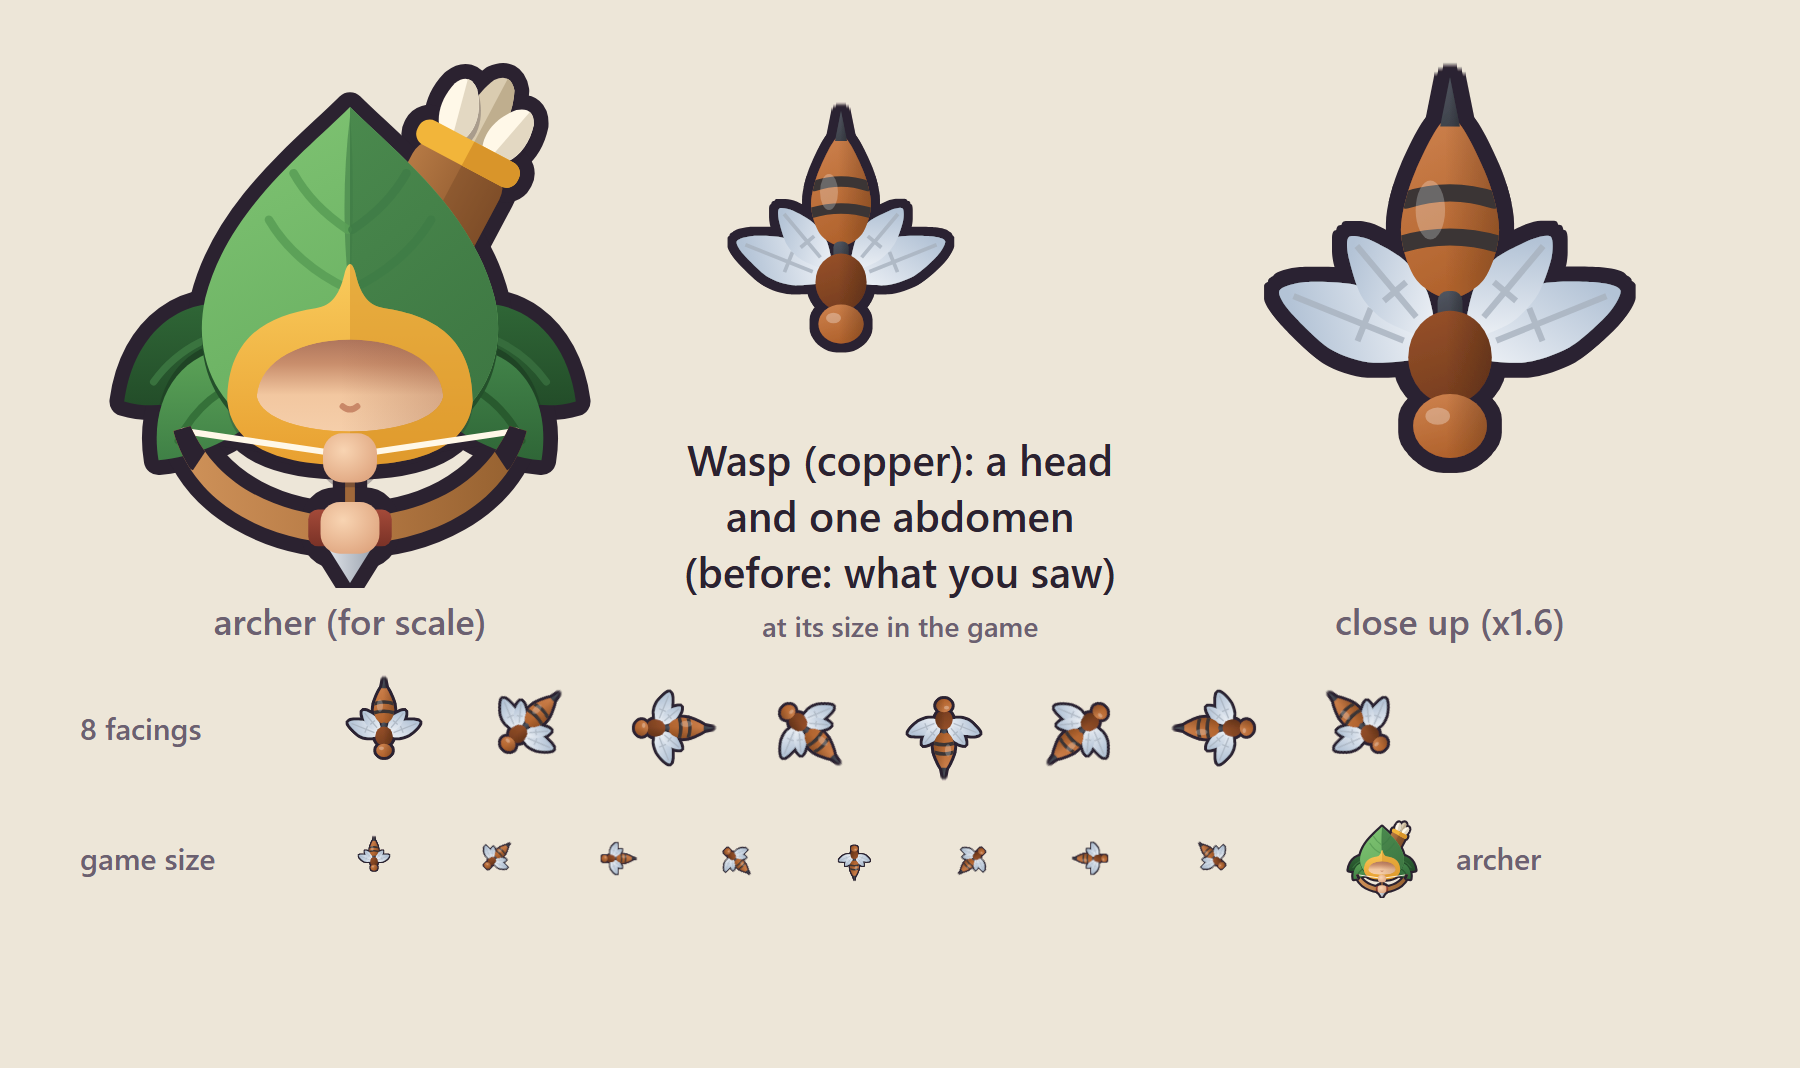 Wasp (copper): a head
and one abdomen
(before: what you saw)
archer (for scale)
at its size in the game
close up (x1.6)
8 facings
game size
archer